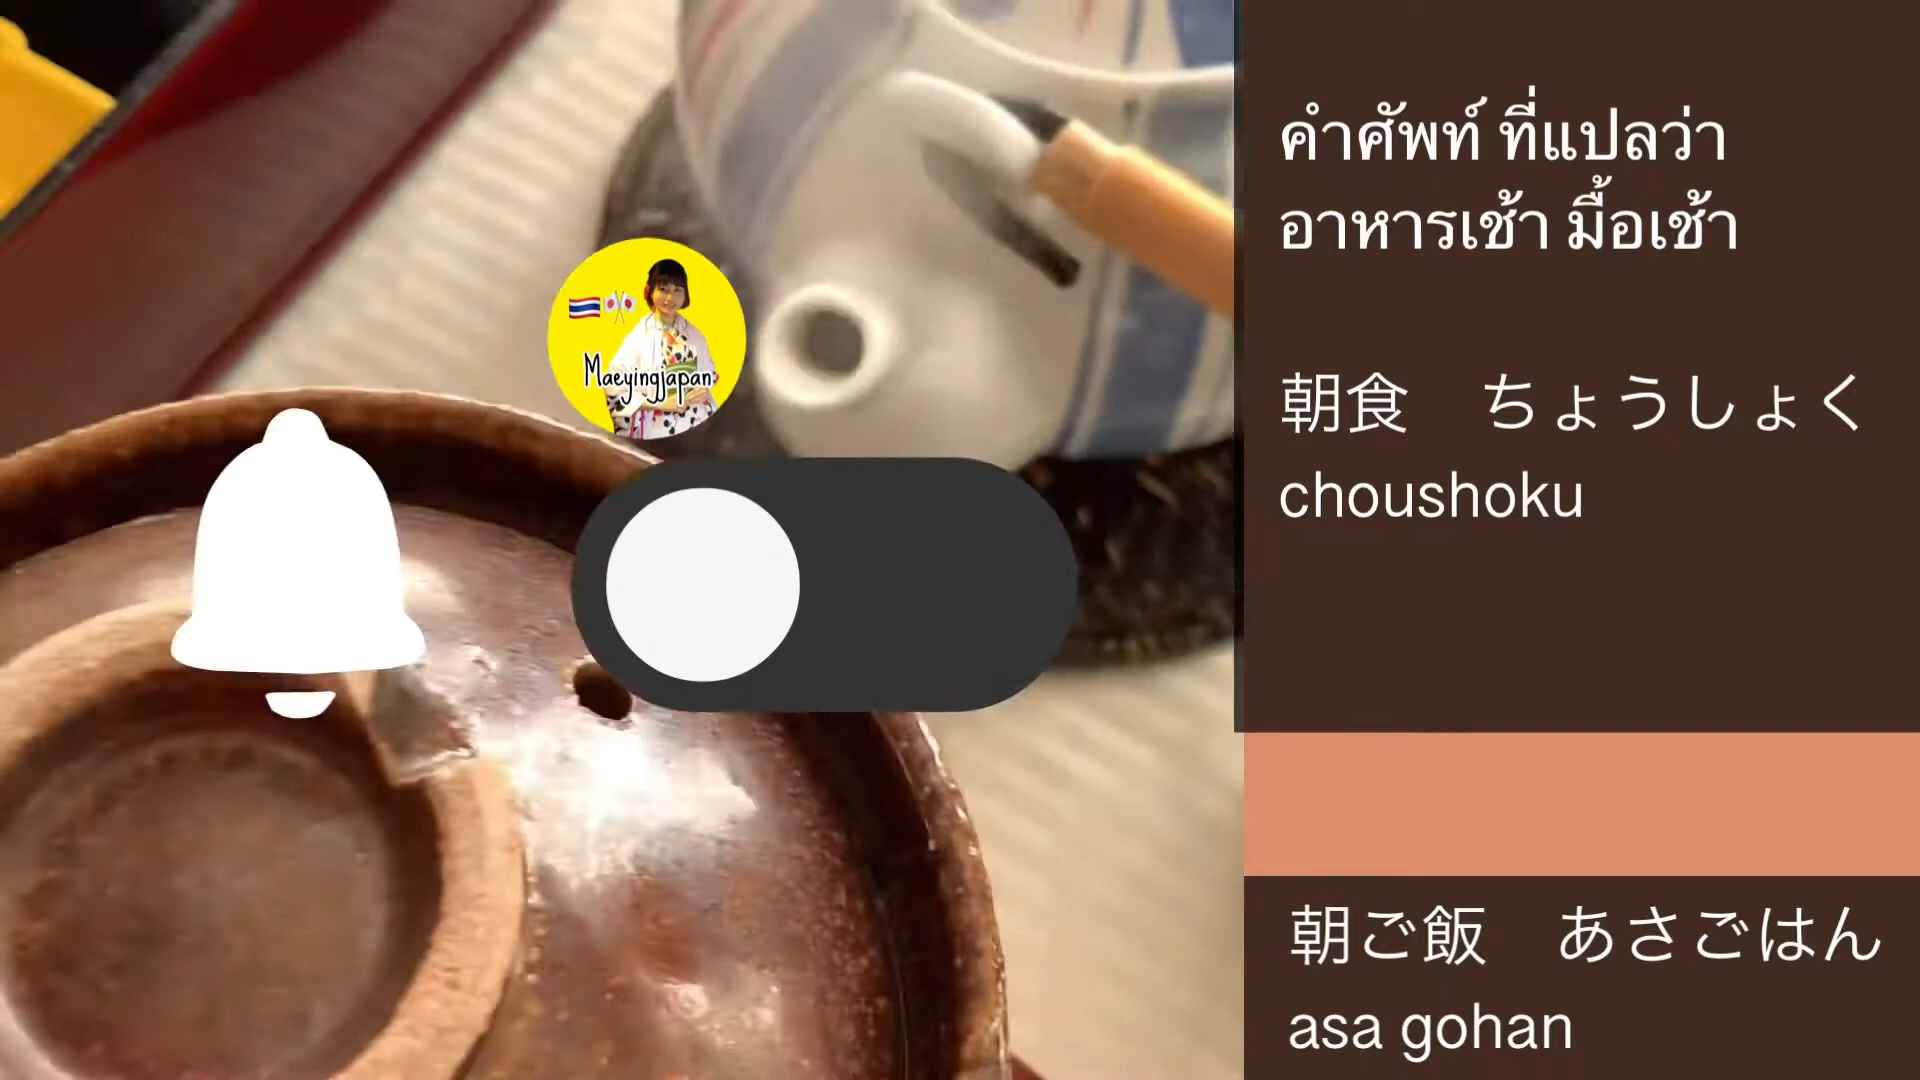 Maeyingjapan
คำศัพท์ ที่แปลว่า
อาหารเช้า มื้อเช้า
朝食　ちょうしょく
choushoku
朝ご飯　あさごはん
asa gohan